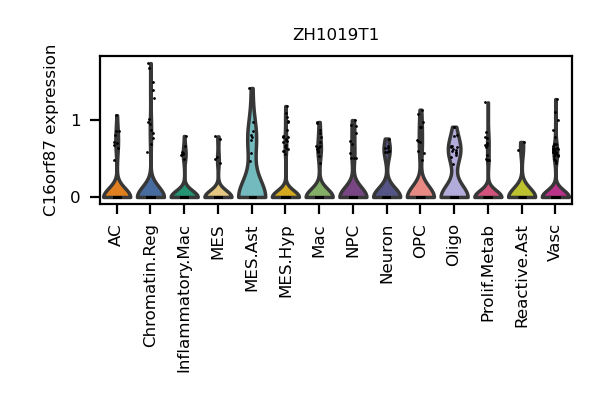 ZH1019T1
C16orf87 expression
1
0
AC
Chromatin.Reg
Inflammatory.Mac
MES
MES.Ast
MES.Hyp
Mac
NPC
Neuron
OPC
Oligo
Prolif.Metab
Reactive.Ast
Vasc